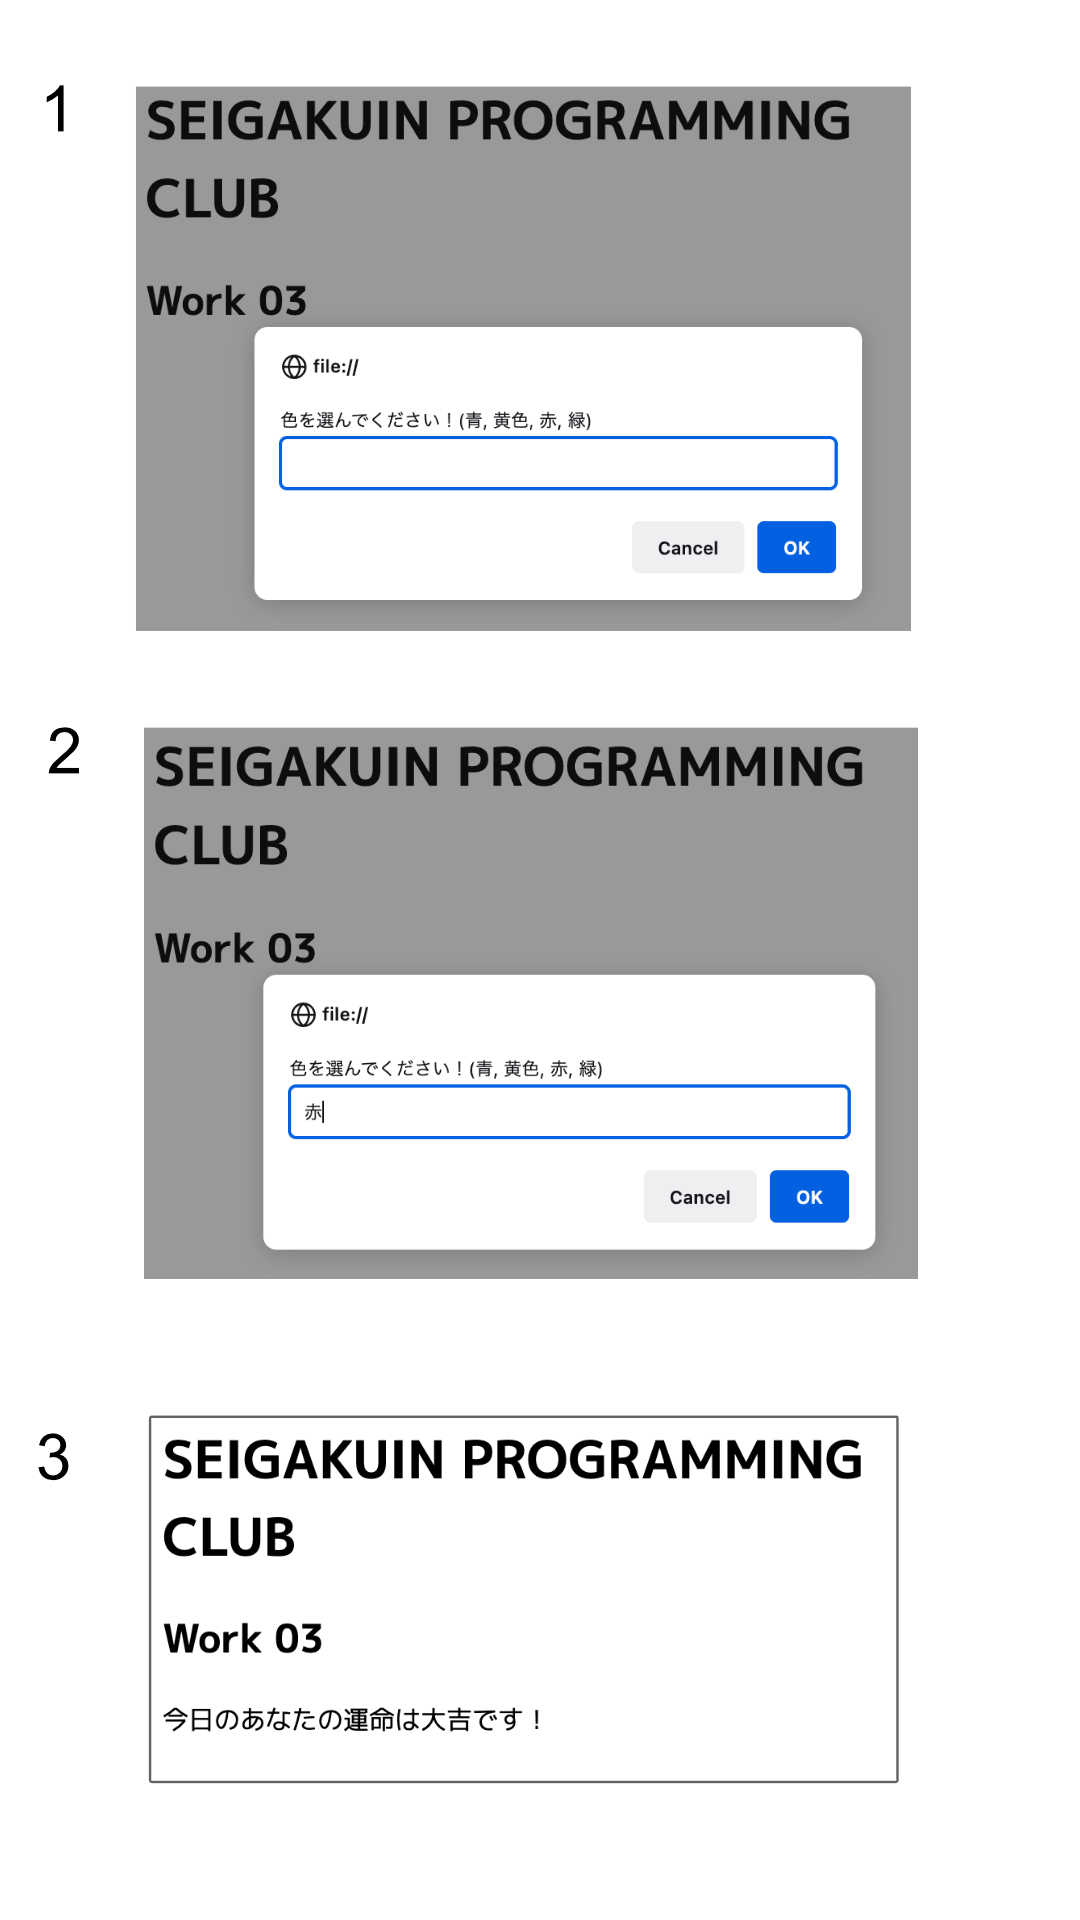 1
SEIGAKUIN PROGRAMMING
CLUB
Work 03
file://
色を選んでください！(青, 黄色, 赤, 緑)
Cancel OK
2
SEIGAKUIN PROGRAMMING
CLUB
Work 03
file://
色を選んでください！(青, 黄色, 赤, 緑)
赤
Cancel OK
3
SEIGAKUIN PROGRAMMING
CLUB
Work 03
今日のあなたの運命は大吉です！